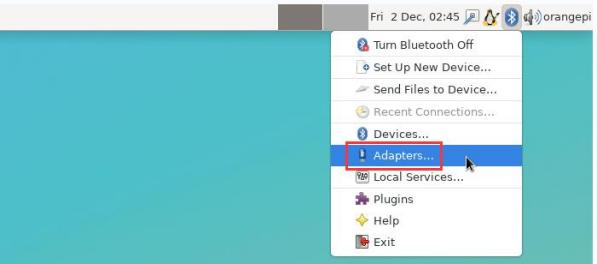 Fri 2 Dec, 02:45 orangepi
Turn Bluetooth Off
Set Up New Device...
Send Files to Device...
Recent Connections...
Devices...
Adapters...
Local Services...
Plugins
Help
Exit